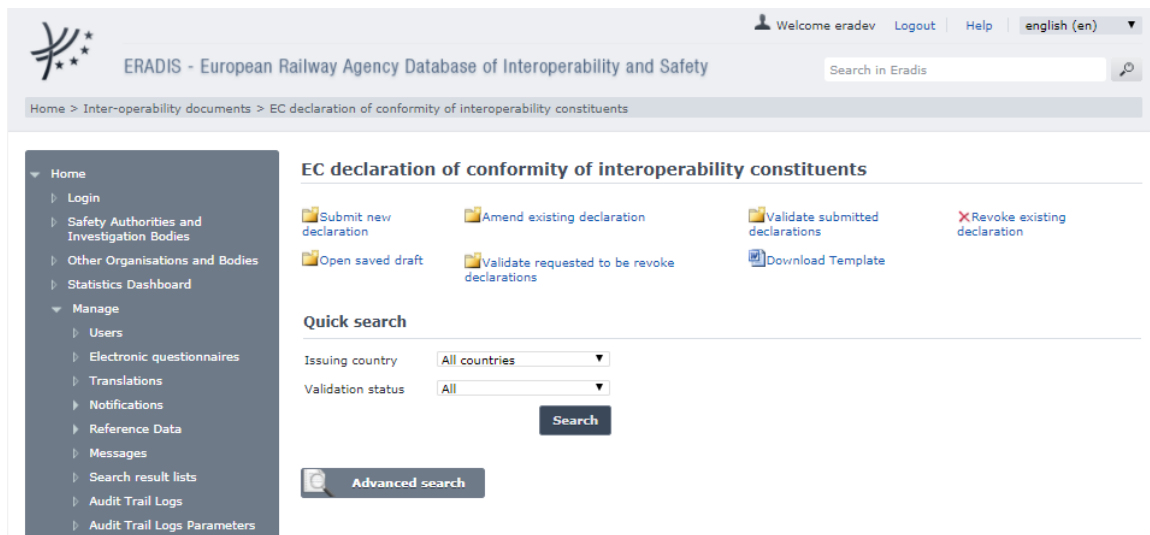 Welcome eradev Logout Help english (en)
ERADIS - European Railway Agency Database of Interoperability and Safety
Search in Eradis
Home > Inter-operability documents > EC declaration of conformity of interoperability constituents
Home
Login
Safety Authorities and
Investigation Bodies
Other Organisations and Bodies
Statistics Dashboard
Manage
Users
Electronic questionnaires
Translations
Notifications
Reference Data
Messages
Search result lists
Audit Trail Logs
Audit Trail Logs Parameters
EC declaration of conformity of interoperability constituents
Submit new
declaration
Amend existing declaration
Validate submitted
declarations
Revoke existing
declaration
Open saved draft
Validate requested to be revoke
declarations
Download Template
Quick search
Issuing country All countries
Validation status All
Search
Advanced search